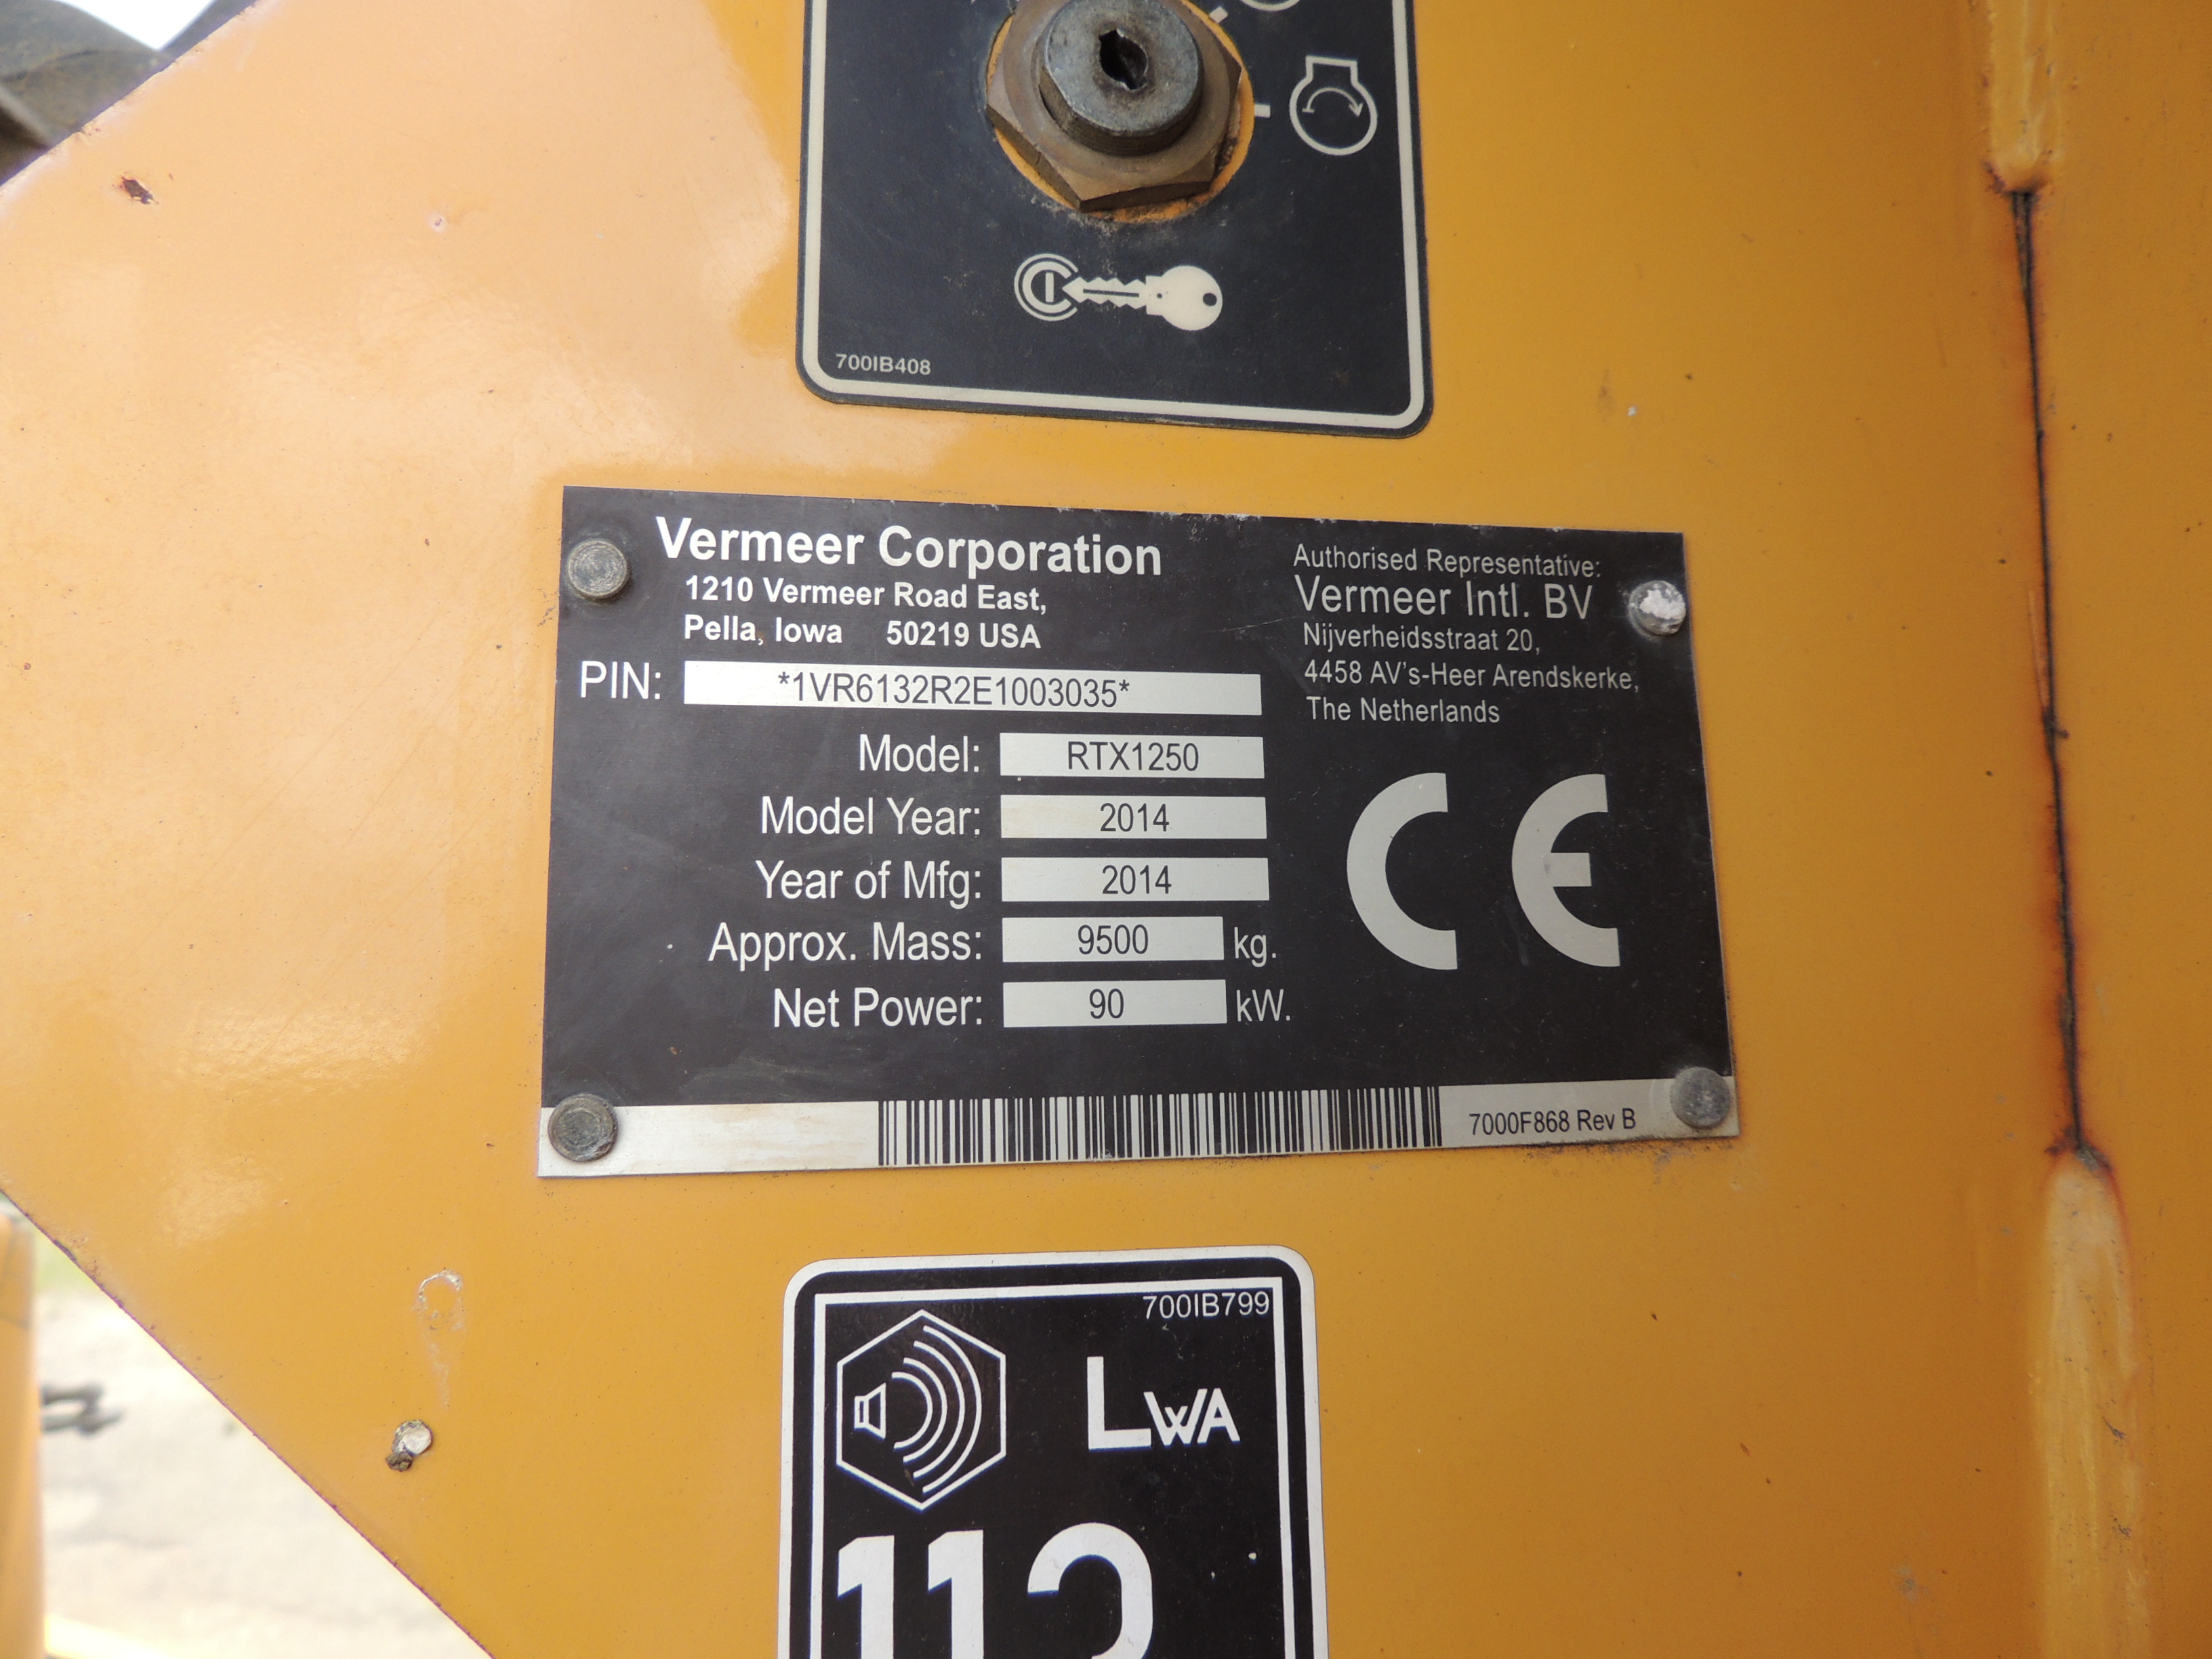 700IB408
Vermeer Corporation
1210 Vermeer Road East,
Pella, Iowa 50219 USA
PIN: *1VR6132R2E1003035*
Model: RTX1250
Model Year: 2014
Year of Mfg: 2014
Approx. Mass: 9500 kg.
Net Power: 90 kW.
Authorised Representative:
Vermeer Intl. BV
Nijverheidsstraat 20,
4458 AV's-Heer Arendskerke,
The Netherlands
CE
7000F868 Rev B
700IB799
LWA